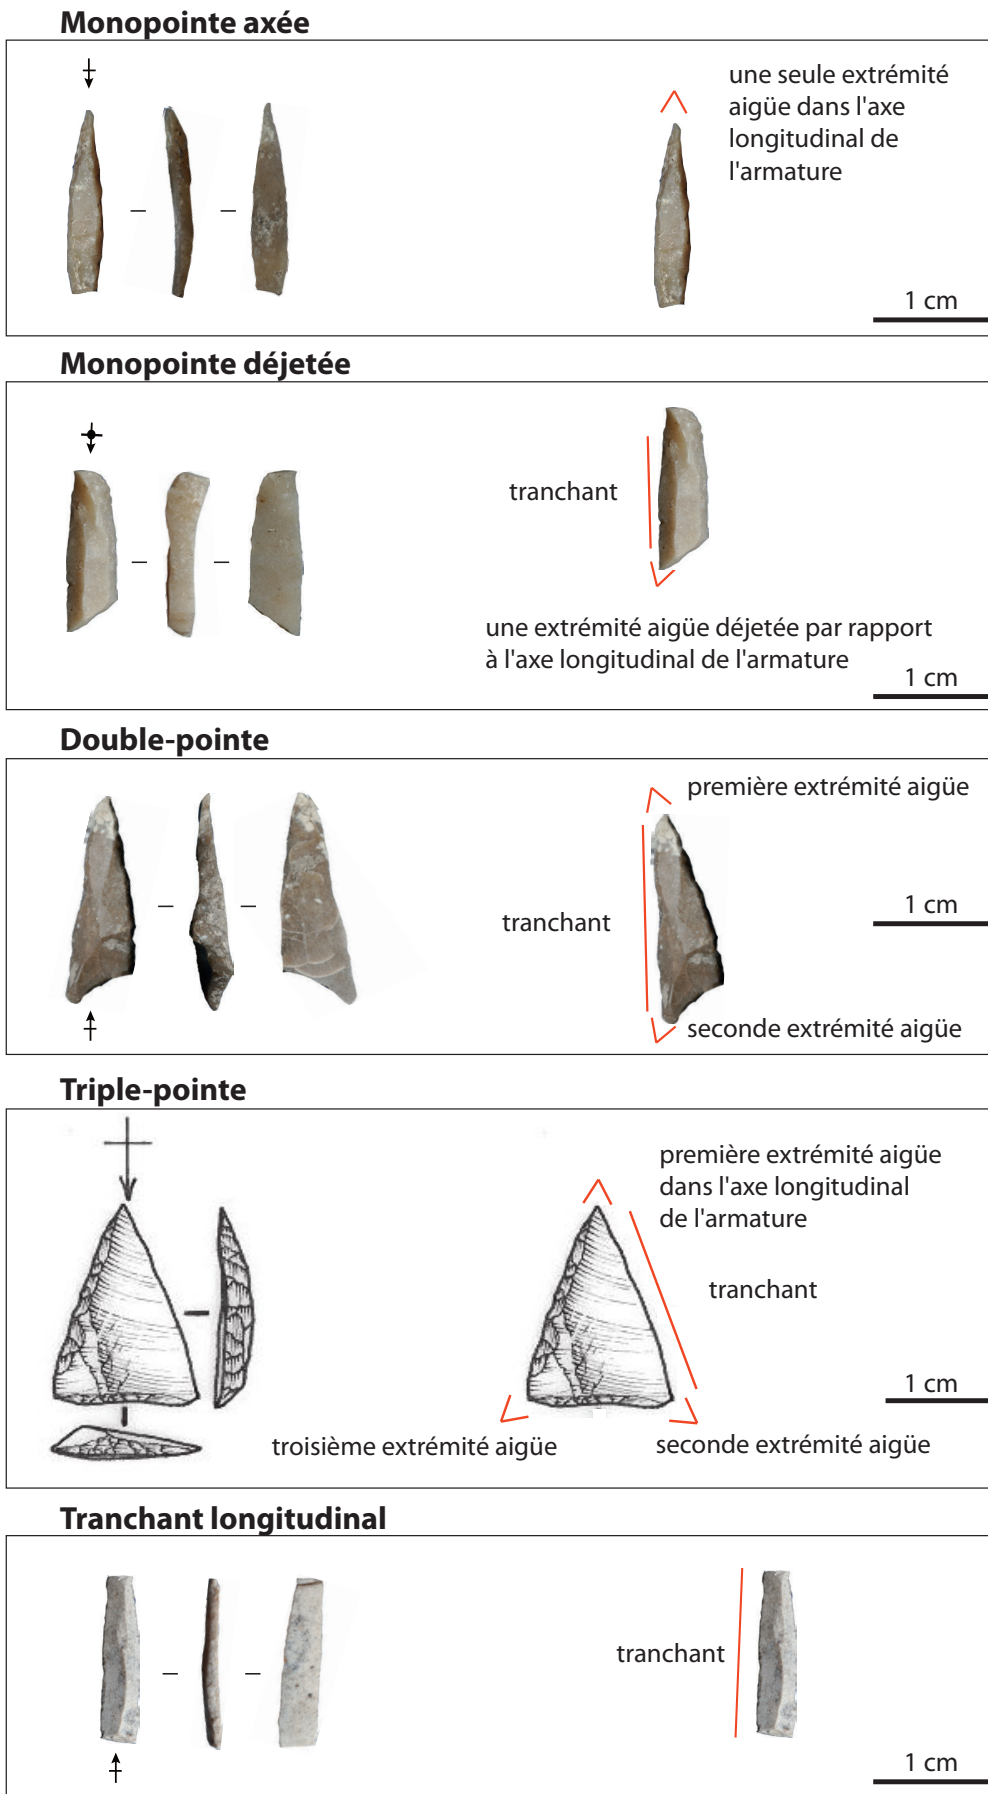 Monopointe axée
une seule extrémité
aigüe dans l'axe
longitudinal de
l'armature
1 cm
Monopointe déjetée
tranchant
une extrémité aigüe déjetée par rapport
à l'axe longitudinal de l'armature
1 cm
Double-pointe
première extrémité aigüe
tranchant
1 cm
seconde extrémité aigüe
Triple-pointe
première extrémité aigüe
dans l'axe longitudinal
de l'armature
tranchant
1 cm
troisième extrémité aigüe
seconde extrémité aigüe
Tranchant longitudinal
tranchant
1 cm